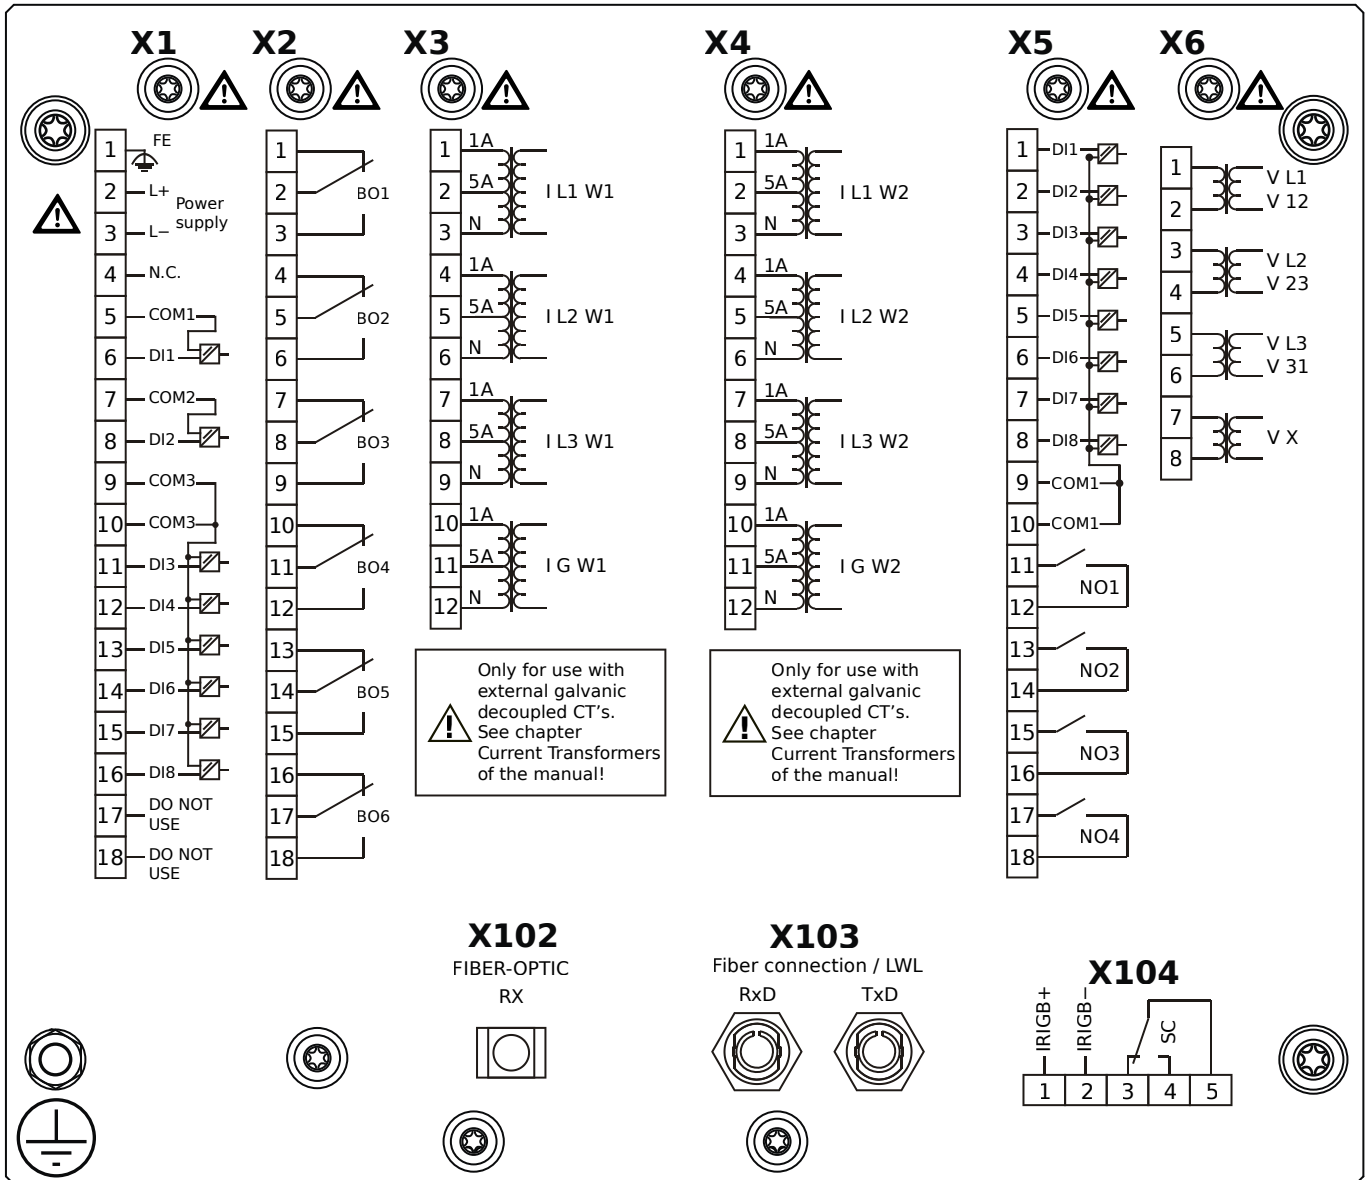 X1
X2
X3
X4
X5
X6
1
FE
2
L+
Power
supply
3
L−
4
N.C.
5
COM1
6
DI1
7
COM2
8
DI2
9
COM3
10
COM3
11
DI3
12
DI4
13
DI5
14
DI6
15
DI7
16
DI8
17
DO NOT
USE
18
DO NOT
USE
1
2
BO1
3
4
5
BO2
6
7
8
BO3
9
10
11
BO4
12
13
14
BO5
15
16
17
BO6
18
1 1A
2 5A I L1 W1
3 N
4 1A
5 5A I L2 W1
6 N
7 1A
8 5A I L3 W1
9 N
10 1A
11 5A I G W1
12 N
Only for use with
external galvanic
decoupled CT's.
See chapter
Current Transformers
of the manual!
1 1A
2 5A I L1 W2
3 N
4 1A
5 5A I L2 W2
6 N
7 1A
8 5A I L3 W2
9 N
10 1A
11 5A I G W2
12 N
Only for use with
external galvanic
decoupled CT's.
See chapter
Current Transformers
of the manual!
1 DI1
2 DI2
3 DI3
4 DI4
5 DI5
6 DI6
7 DI7
8 DI8
9 COM1
10 COM1
11
NO1
12
13
NO2
14
15
NO3
16
17
NO4
18
1
V L1
2
V 12
3
V L2
4
V 23
5
V L3
6
V 31
7
V X
8
X102
FIBER-OPTIC
RX
X103
Fiber connection / LWL
RxD TxD
X104
IRIGB+
IRIGB−
SC
1 2 3 4 5